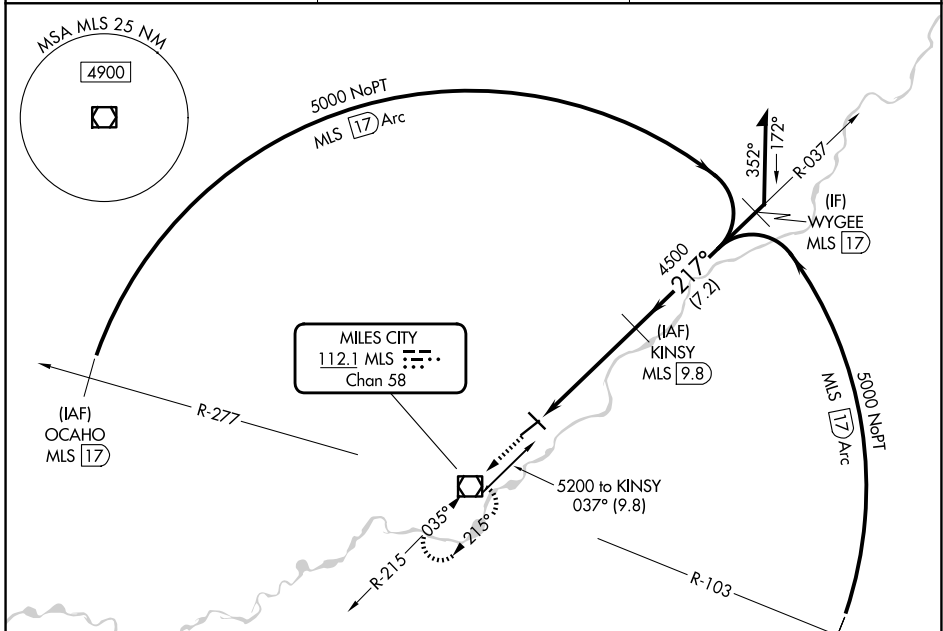 MSA MLS 25 NM
4900
5000 NoPT
MLS 17 Arc
352°
172°
R-037
(IF)
WYGEE
MLS 17
4500
217°
(7.2)
(IAF)
KINSY
MLS 9.8
MILES CITY
112.1 MLS
Chan 58
5000 NoPT
MLS 17 Arc
(IAF)
OCAHO
MLS 17
R-277
5200 to KINSY
037° (9.8)
035°
215°
R-215
R-103